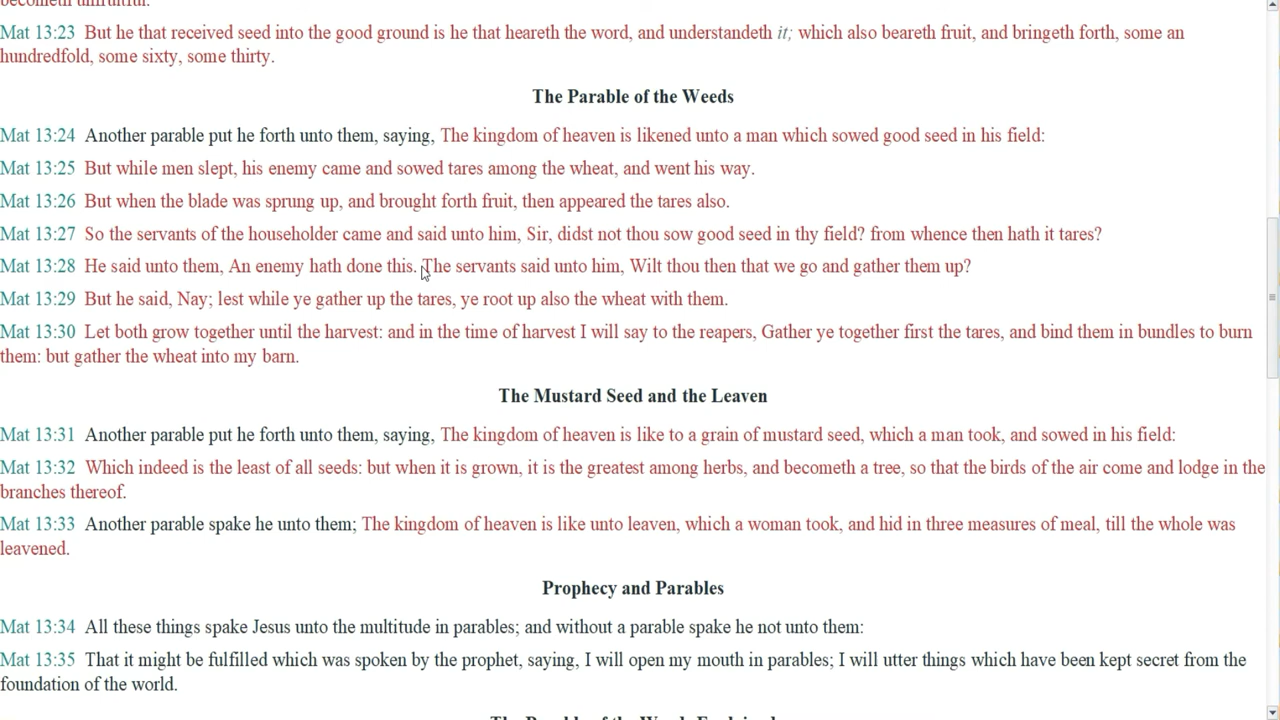 becometh unfruitful.
Mat 13:23 But he that received seed into the good ground is he that heareth the word, and understandeth it; which also beareth fruit, and bringeth forth, some an
hundredfold, some sixty, some thirty.
The Parable of the Weeds
Mat 13:24 Another parable put he forth unto them, saying, The kingdom of heaven is likened unto a man which sowed good seed in his field:
Mat 13:25 But while men slept, his enemy came and sowed tares among the wheat, and went his way.
Mat 13:26 But when the blade was sprung up, and brought forth fruit, then appeared the tares also.
Mat 13:27 So the servants of the householder came and said unto him, Sir, didst not thou sow good seed in thy field? from whence then hath it tares?
Mat 13:28 He said unto them, An enemy hath done this. The servants said unto him, Wilt thou then that we go and gather them up?
Mat 13:29 But he said, Nay; lest while ye gather up the tares, ye root up also the wheat with them.
Mat 13:30 Let both grow together until the harvest: and in the time of harvest I will say to the reapers, Gather ye together first the tares, and bind them in bundles to burn
them: but gather the wheat into my barn.
The Mustard Seed and the Leaven
Mat 13:31 Another parable put he forth unto them, saying, The kingdom of heaven is like to a grain of mustard seed, which a man took, and sowed in his field:
Mat 13:32 Which indeed is the least of all seeds: but when it is grown, it is the greatest among herbs, and becometh a tree, so that the birds of the air come and lodge in the
branches thereof.
Mat 13:33 Another parable spake he unto them; The kingdom of heaven is like unto leaven, which a woman took, and hid in three measures of meal, till the whole was
leavened.
Prophecy and Parables
Mat 13:34 All these things spake Jesus unto the multitude in parables; and without a parable spake he not unto them:
Mat 13:35 That it might be fulfilled which was spoken by the prophet, saying, I will open my mouth in parables; I will utter things which have been kept secret from the
foundation of the world.
The Parable of the Weeds Explained